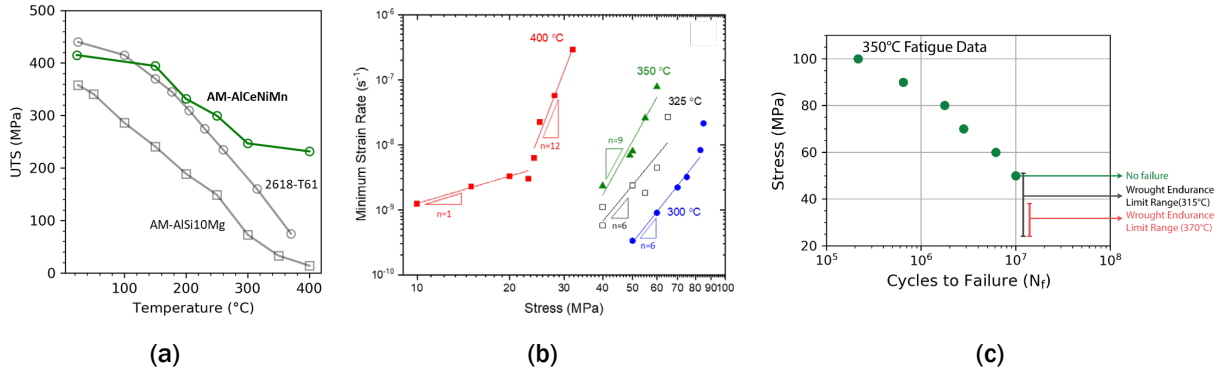 500
400
300
200
100
0
UTS (MPa)
100
200
300
400
Temperature (°C)
AM-AlCeNiMn
2618-T61
AM-AlSi10Mg
(a)
10⁻⁶
10⁻⁷
10⁻⁸
10⁻⁹
10⁻¹⁰
Minimum Strain Rate (s⁻¹)
10
20
30
40
50
60
70
80
90
100
Stress (MPa)
400 °C
350 °C
325 °C
300 °C
n=1
n=12
n=9
n=6
n=6
(b)
350°C Fatigue Data
120
100
80
60
40
20
Stress (MPa)
10⁵
10⁶
10⁷
10⁸
Cycles to Failure (Nf)
No failure
Wrought Endurance
Limit Range(315°C)
Wrought Endurance
Limit Range (370°C)
(c)